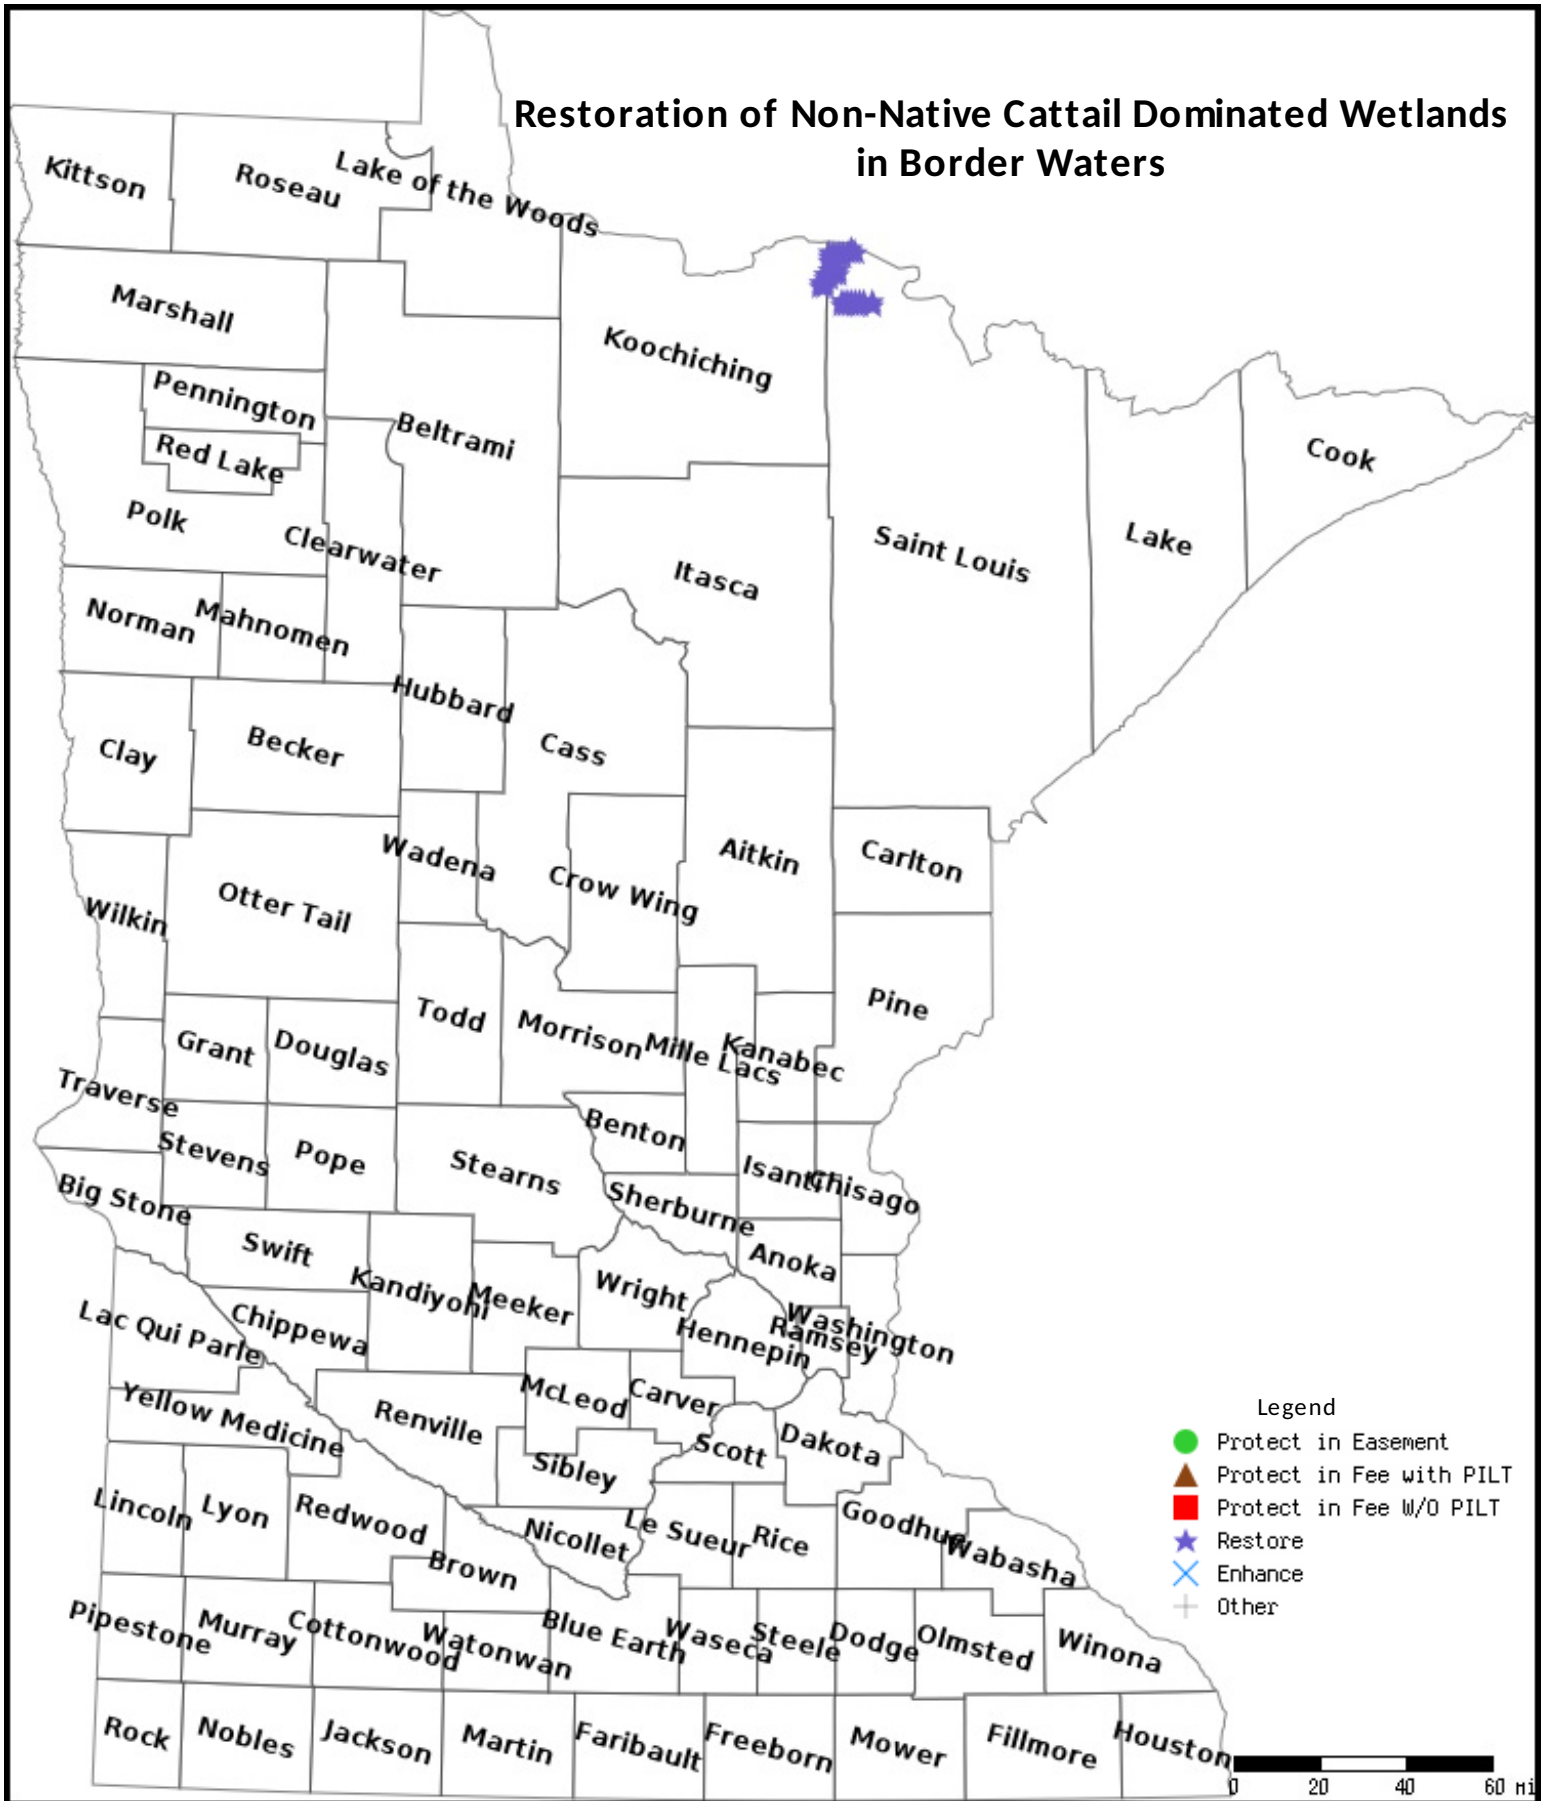 Restoration of Non-Native Cattail Dominated Wetlands
in Border Waters
Kittson
Roseau
Lake of the Woods
Marshall
Koochiching
Pennington
Beltrami
Red Lake
Cook
Polk
Clearwater
Saint Louis
Lake
Itasca
Norman
Mahnomen
Hubbard
Clay
Becker
Cass
Wadena
Aitkin
Carlton
Otter Tail
Crow Wing
Wilkin
Pine
Todd
Morrison
Mille Lacs
Kanabec
Grant
Douglas
Traverse
Benton
Stevens
Pope
Stearns
Isanti
Chisago
Big Stone
Sherburne
Swift
Anoka
Kandiyohi
Meeker
Wright
Lac Qui Parle
Chippewa
Hennepin
Ramsey
Washington
McLeod
Carver
Yellow Medicine
Renville
Scott
Dakota
Sibley
Legend
Protect in Easement
Protect in Fee with PILT
Protect in Fee W/O PILT
Restore
Enhance
Other
Lincoln
Lyon
Redwood
Nicollet
Le Sueur
Rice
Goodhue
Wabasha
Brown
Pipestone
Murray
Cottonwood
Watonwan
Blue Earth
Waseca
Steele
Dodge
Olmsted
Winona
Rock
Nobles
Jackson
Martin
Faribault
Freeborn
Mower
Fillmore
Houston
0 20 40 60 mi